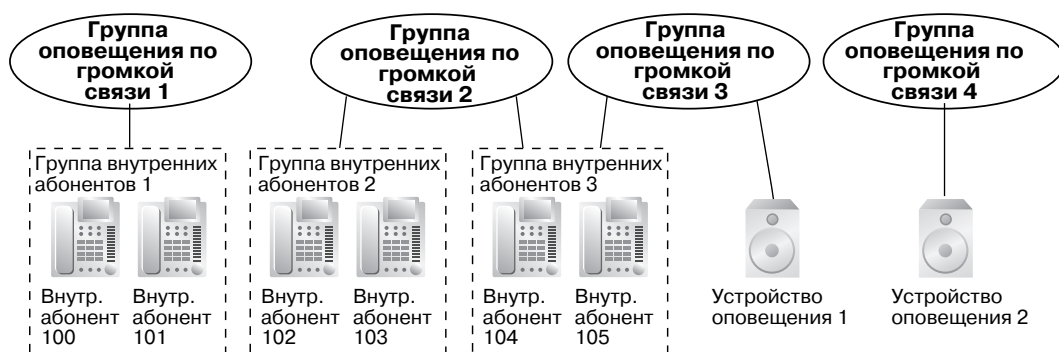 Группа
оповещения по
громкой
связи 1
Группа
оповещения по
громкой
связи 2
Группа
оповещения по
громкой
связи 3
Группа
оповещения по
громкой
связи 4
Группа внутренних
абонентов 1
Группа внутренних
абонентов 2
Группа внутренних
абонентов 3
Внутр.
абонент
100
Внутр.
абонент
101
Внутр.
абонент
102
Внутр.
абонент
103
Внутр.
абонент
104
Внутр.
абонент
105
Устройство
оповещения 1
Устройство
оповещения 2